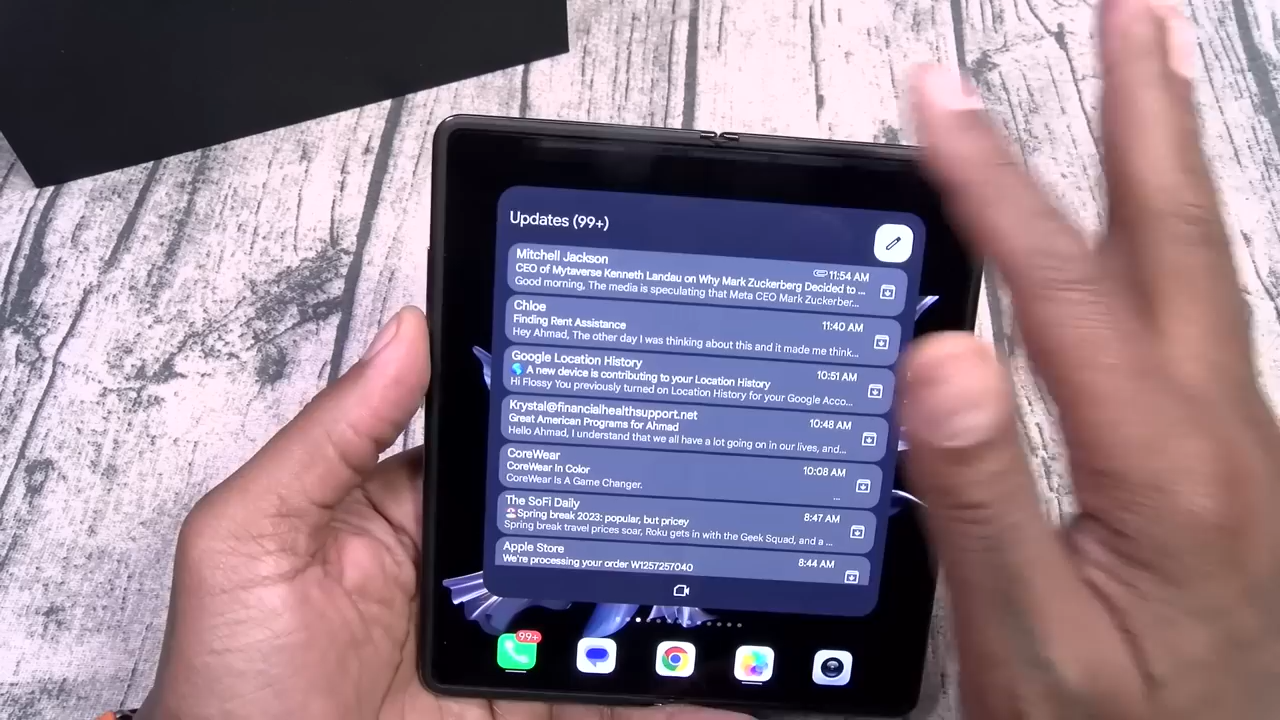 Updates (99+)
Mitchell Jackson
11:54 AM
CEO of Mytaverse Kenneth Landau on Why Mark Zuckerberg Decided to ...
Good morning, The media is speculating that Meta CEO Mark Zuckerber...
Chloe
11:40 AM
Finding Rent Assistance
Hey Ahmad, The other day I was thinking about this and it made me think...
Google Location History
10:51 AM
A new device is contributing to your Location History
Hi Flossy You previously turned on Location History for your Google Acco...
Krystal@financialhealthsupport.net
10:48 AM
Great American Programs for Ahmad
Hello Ahmad, I understand that we all have a lot going on in our lives, and...
CoreWear
10:08 AM
CoreWear In Color
CoreWear Is A Game Changer.
...
The SoFi Daily
8:47 AM
Spring break 2023: popular, but pricey
Spring break travel prices soar, Roku gets in with the Geek Squad, and a ...
Apple Store
8:44 AM
We're processing your order W1257257040
99+